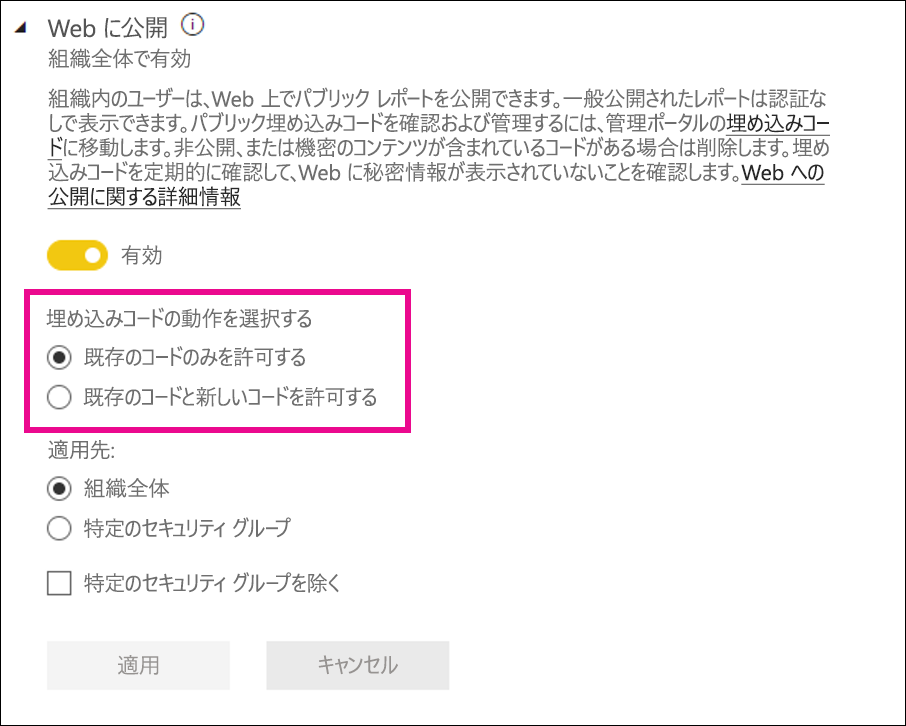 Web に公開
組織全体で有効
組織内のユーザーは、Web 上でパブリック レポートを公開できます。一般公開されたレポートは認証な
しで表示できます。パブリック埋め込みコードを確認および管理するには、管理ポータルの埋め込みコー
ドに移動します。非公開、または機密のコンテンツが含まれているコードがある場合は削除します。埋め
込みコードを定期的に確認して、Web に秘密情報が表示されていないことを確認します。Web への
公開に関する詳細情報
有効
埋め込みコードの動作を選択する
既存のコードのみを許可する
既存のコードと新しいコードを許可する
適用先:
組織全体
特定のセキュリティ グループ
特定のセキュリティ グループを除く
適用
キャンセル